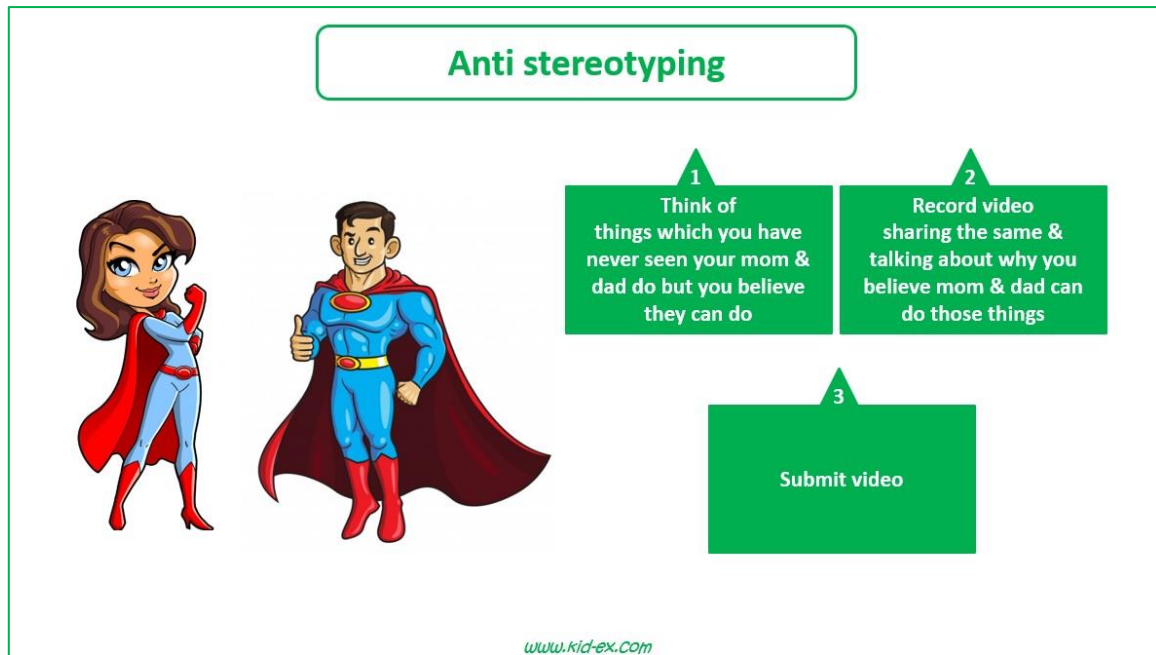 Anti stereotyping
1
Think of
things which you have
never seen your mom &
dad do but you believe
they can do
2
Record video
sharing the same &
talking about why you
believe mom & dad can
do those things
3
Submit video
www.kid-ex.com